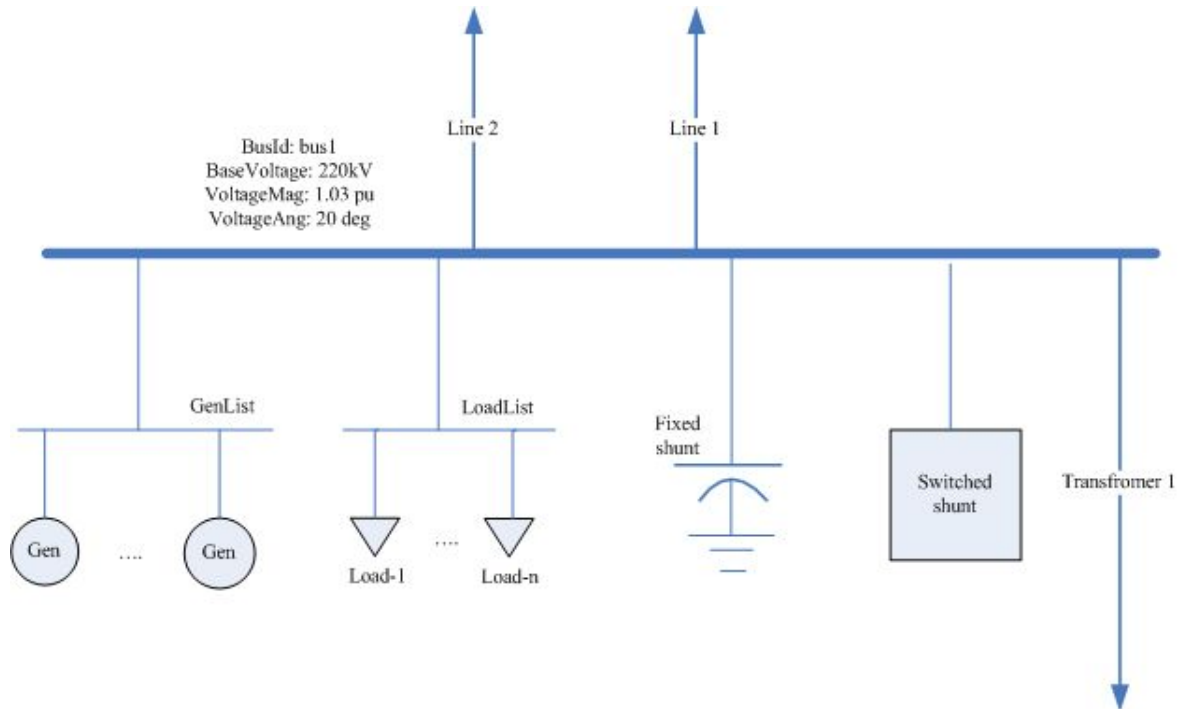 Line 2
Line 1
BusId: bus1
BaseVoltage: 220kV
VoltageMag: 1.03 pu
VoltageAng: 20 deg
GenList
LoadList
Fixed
shunt
Switched
shunt
Transfromer 1
Gen
....
Gen
....
Load-1
Load-n